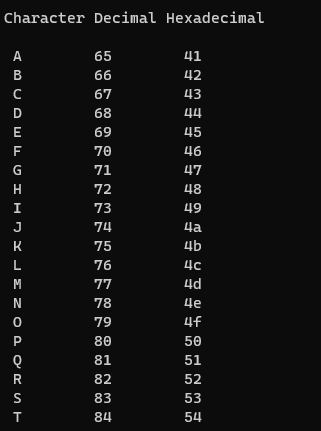 Character Decimal Hexadecimal
A 65 41
B 66 42
C 67 43
D 68 44
E 69 45
F 70 46
G 71 47
H 72 48
I 73 49
J 74 4a
K 75 4b
L 76 4c
M 77 4d
N 78 4e
O 79 4f
P 80 50
Q 81 51
R 82 52
S 83 53
T 84 54